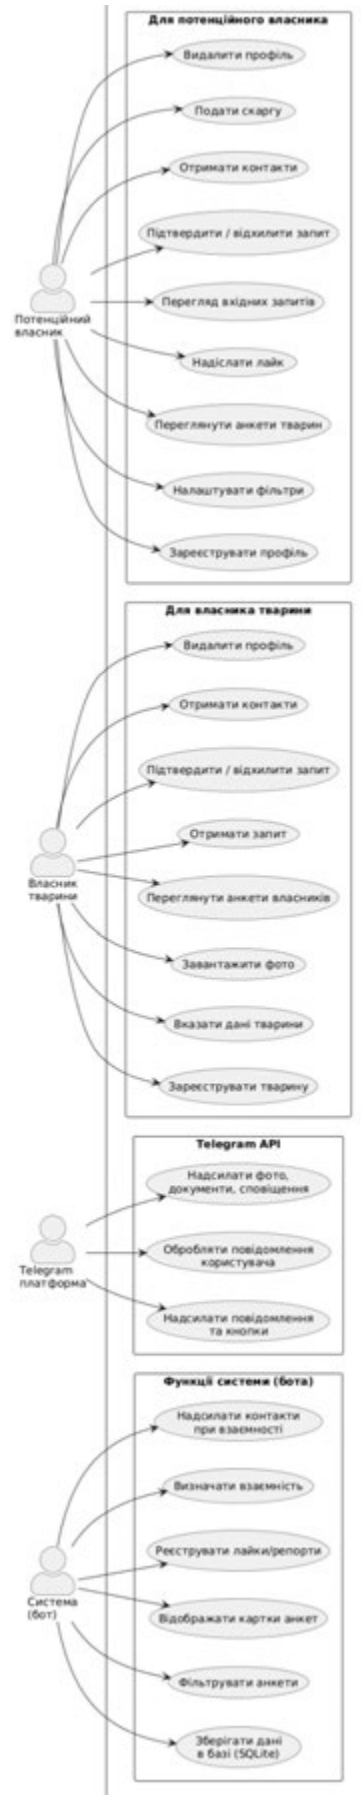 Для потенційного власника
Видалити профіль
Подати скаргу
Отримати контакти
Підтвердити / відхилити запит
Потенційний
власник
Перегляд вхідних запитів
Надіслати лайк
Переглянути анкети тварин
Налаштувати фільтри
Зареєструвати профіль
Для власника тварини
Видалити профіль
Отримати контакти
Підтвердити / відхилити запит
Отримати запит
Власник
тварини
Переглянути анкети власників
Завантажити фото
Вказати дані тварини
Зареєструвати тварину
Telegram API
Надсилати фото,
документи, сповіщення
Telegram
платформа
Обробляти повідомлення
користувача
Надсилати повідомлення
та кнопки
Функції системи (бота)
Надсилати контакти
при взаємності
Визначати взаємність
Реєструвати лайки/репорти
Система
(бот)
Відображати картки анкет
Фільтрувати анкети
Зберігати дані
в базі (SQLite)